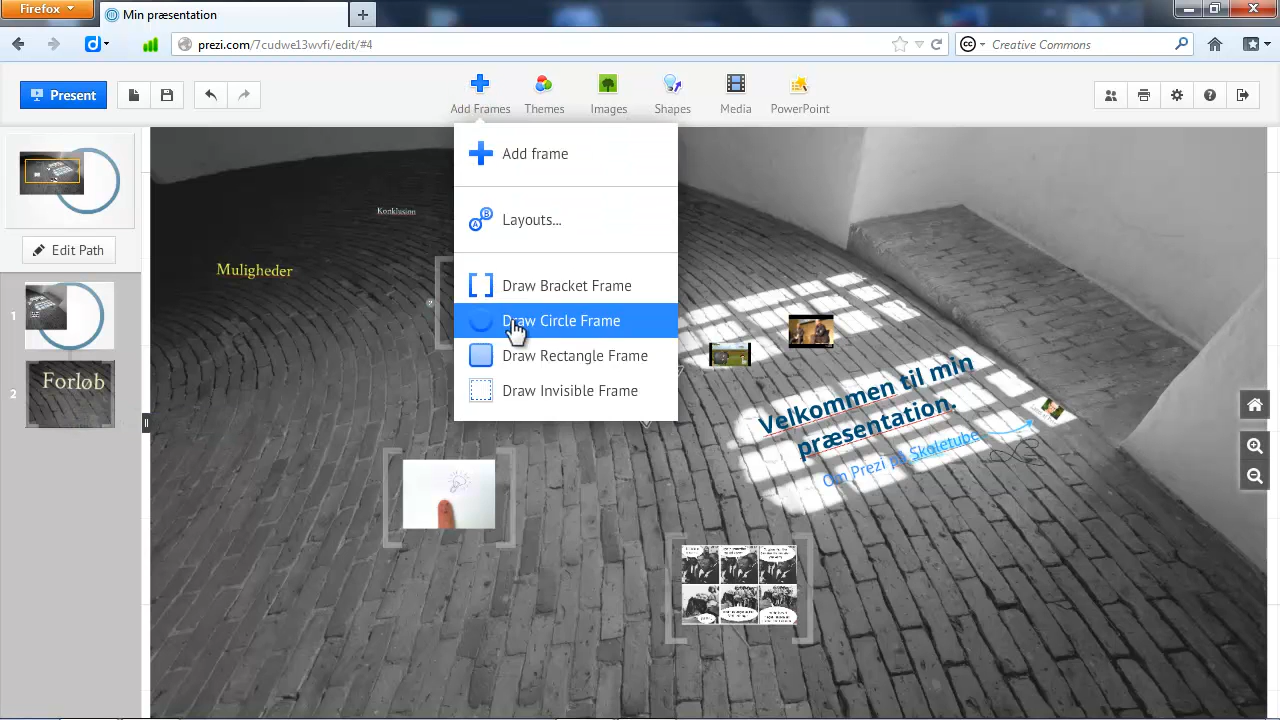 Firefox
Min præsentation
prezi.com/7cudwe13wvfi/edit/#4
Creative Commons
Present
Add Frames
Themes
Images
Shapes
Media
PowerPoint
Add frame
Layouts...
Draw Bracket Frame
Draw Circle Frame
Draw Rectangle Frame
Draw Invisible Frame
Edit Path
1
2
Forløb
Konklusion
Muligheder
Velkommen til min
præsentation.
Om Prezi på Skoletube